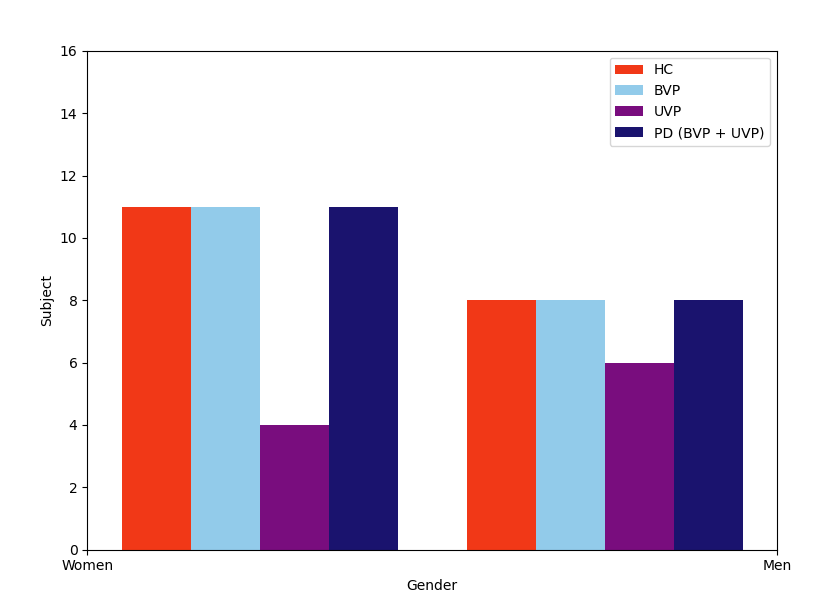 16
14
12
10
8
6
4
2
0
Subject
HC
BVP
UVP
PD (BVP + UVP)
Women
Men
Gender